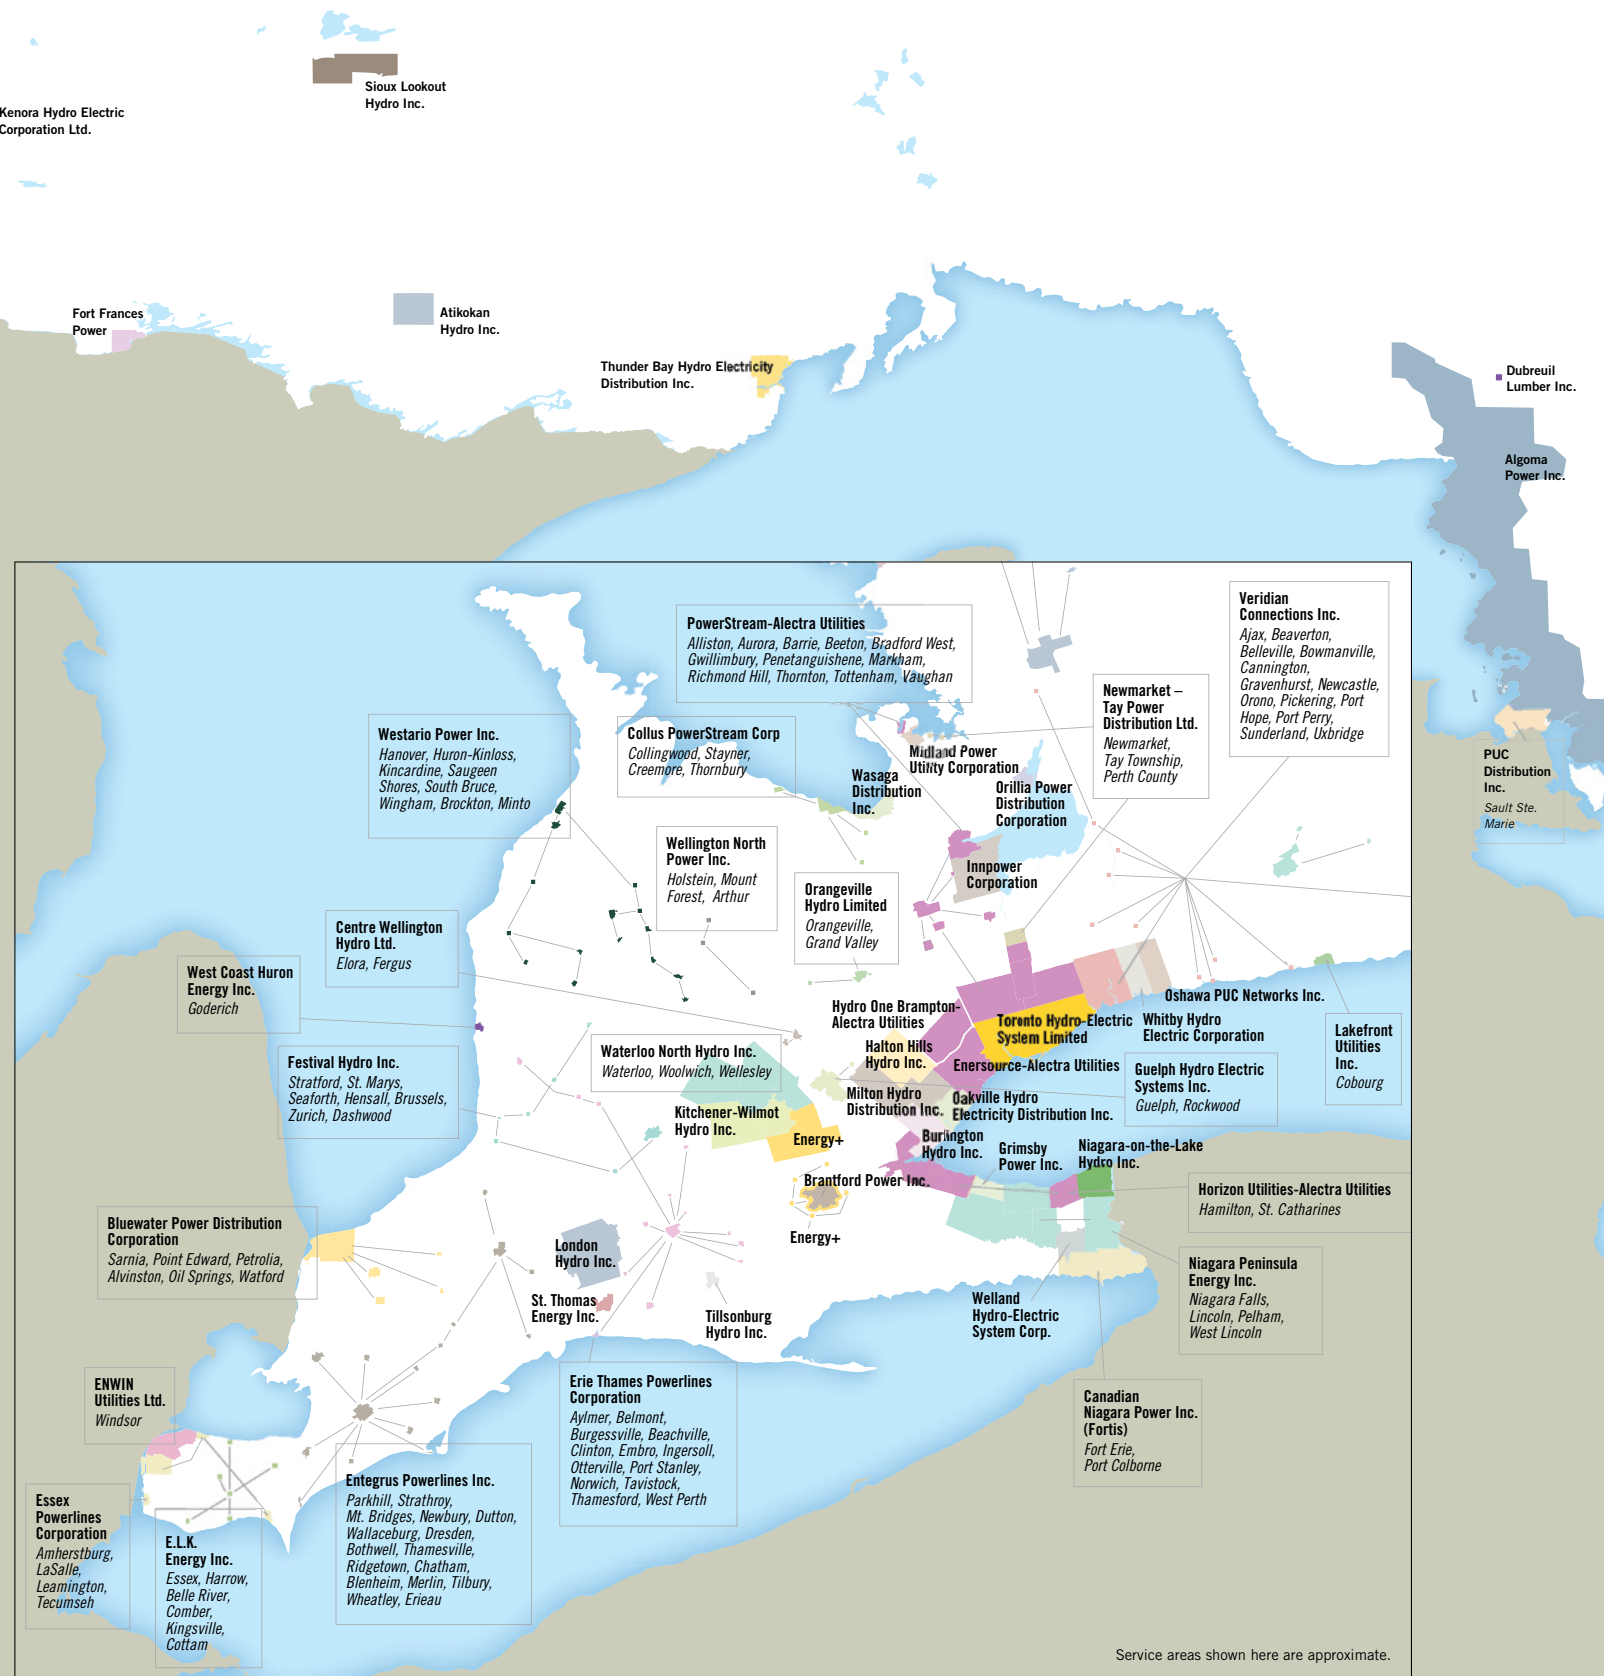 Sioux Lookout
Hydro Inc.
Kenora Hydro Electric
Corporation Ltd.
Fort Frances
Power
Atikokan
Hydro Inc.
Thunder Bay Hydro Electricity
Distribution Inc.
Dubreuil
Lumber Inc.
Algoma
Power Inc.
PUC
Distribution
Inc.
Sault Ste.
Marie
PowerStream-Alectra Utilities
Alliston, Aurora, Barrie, Beeton, Bradford West,
Gwillimbury, Penetanguishene, Markham,
Richmond Hill, Thornton, Tottenham, Vaughan
Veridian
Connections Inc.
Ajax, Beaverton,
Belleville, Bowmanville,
Cannington,
Gravenhurst, Newcastle,
Orono, Pickering, Port
Hope, Port Perry,
Sunderland, Uxbridge
Newmarket –
Tay Power
Distribution Ltd.
Newmarket,
Tay Township,
Perth County
Westario Power Inc.
Hanover, Huron-Kinloss,
Kincardine, Saugeen
Shores, South Bruce,
Wingham, Brockton, Minto
Collus PowerStream Corp
Collingwood, Stayner,
Creemore, Thornbury
Midland Power
Utility Corporation
Wasaga
Distribution
Inc.
Orillia Power
Distribution
Corporation
Wellington North
Power Inc.
Holstein, Mount
Forest, Arthur
Innpower
Corporation
Orangeville
Hydro Limited
Orangeville,
Grand Valley
Centre Wellington
Hydro Ltd.
Elora, Fergus
West Coast Huron
Energy Inc.
Goderich
Oshawa PUC Networks Inc.
Hydro One Brampton-
Alectra Utilities
Toronto Hydro-Electric
System Limited
Whitby Hydro
Electric Corporation
Lakefront
Utilities
Inc.
Cobourg
Halton Hills
Hydro Inc.
Enersource-Alectra Utilities
Festival Hydro Inc.
Stratford, St. Marys,
Seaforth, Hensall, Brussels,
Zurich, Dashwood
Waterloo North Hydro Inc.
Waterloo, Woolwich, Wellesley
Guelph Hydro Electric
Systems Inc.
Guelph, Rockwood
Milton Hydro
Distribution Inc.
Oakville Hydro
Electricity Distribution Inc.
Kitchener-Wilmot
Hydro Inc.
Energy+
Burlington
Hydro Inc.
Grimsby
Power Inc.
Niagara-on-the-Lake
Hydro Inc.
Brantford Power Inc.
Horizon Utilities-Alectra Utilities
Hamilton, St. Catharines
Energy+
Bluewater Power Distribution
Corporation
Sarnia, Point Edward, Petrolia,
Alvinston, Oil Springs, Watford
London
Hydro Inc.
St. Thomas
Energy Inc.
Tillsonburg
Hydro Inc.
Niagara Peninsula
Energy Inc.
Niagara Falls,
Lincoln, Pelham,
West Lincoln
Welland
Hydro-Electric
System Corp.
ENWIN
Utilities Ltd.
Windsor
Erie Thames Powerlines
Corporation
Aylmer, Belmont,
Burgessville, Beachville,
Clinton, Embro, Ingersoll,
Otterville, Port Stanley,
Norwich, Tavistock,
Thamesford, West Perth
Canadian
Niagara Power Inc.
(Fortis)
Fort Erie,
Port Colborne
Entegrus Powerlines Inc.
Parkhill, Strathroy,
Mt. Bridges, Newbury, Dutton,
Wallaceburg, Dresden,
Bothwell, Thamesville,
Ridgetown, Chatham,
Blenheim, Merlin, Tilbury,
Wheatley, Erieau
Essex
Powerlines
Corporation
Amherstburg,
LaSalle,
Leamington,
Tecumseh
E.L.K.
Energy Inc.
Essex, Harrow,
Belle River,
Comber,
Kingsville,
Cottam
Service areas shown here are approximate.